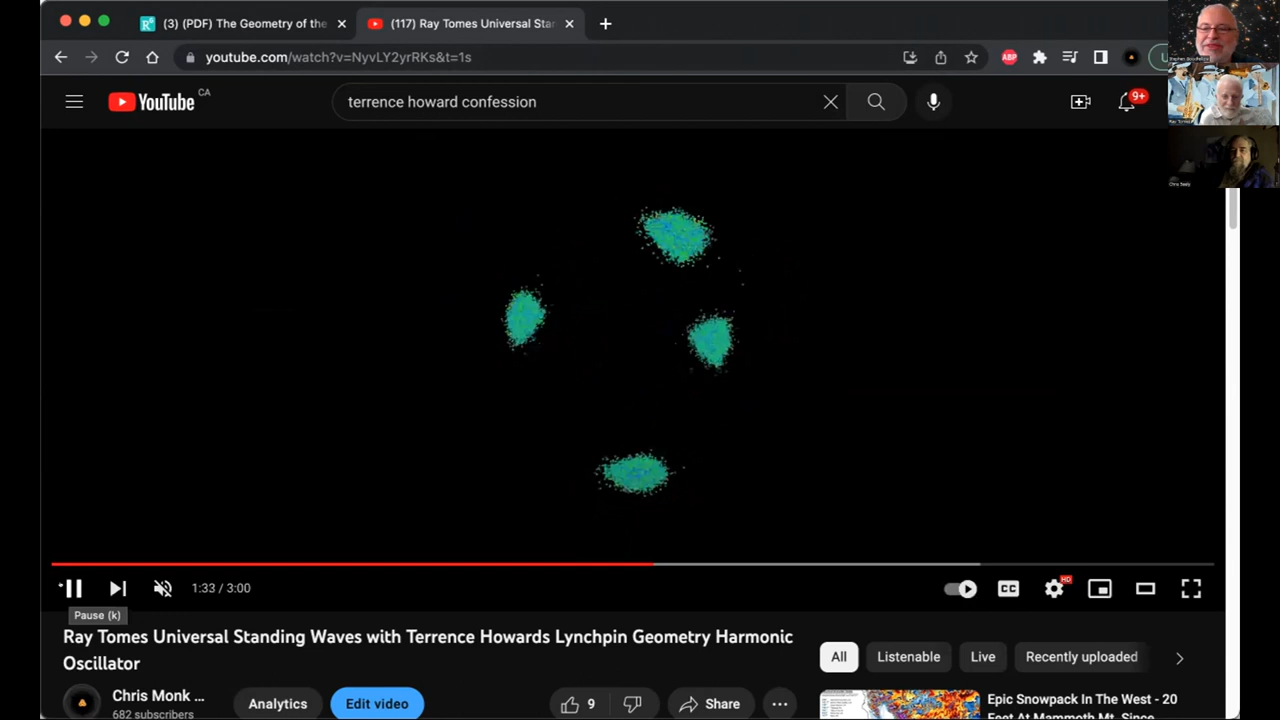 (3) (PDF) The Geometry of the
(117) Ray Tomes Universal Star
youtube.com/watch?v=NyvLY2yrRKs&t=1s
ABP
YouTube CA
terrence howard confession
9+
1:33 / 3:00
CC
HD
Pause (k)
Ray Tomes Universal Standing Waves with Terrence Howards Lynchpin Geometry Harmonic
Oscillator
All
Listenable
Live
Recently uploaded
Chris Monk ...
682 subscribers
Analytics
Edit video
9
Share
Epic Snowpack In The West - 20
Feet At Mammoth Mt. Since